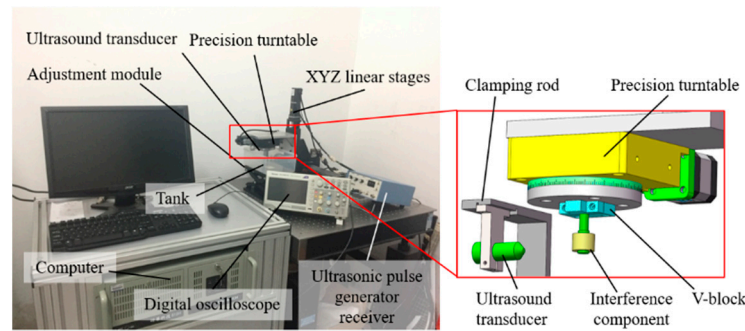 Ultrasound transducer
Precision turntable
Adjustment module
XYZ linear stages
Clamping rod
Precision turntable
Tank
Computer
Digital oscilloscope
Ultrasonic pulse
generator
receiver
Ultrasound
transducer
Interference
component
V-block